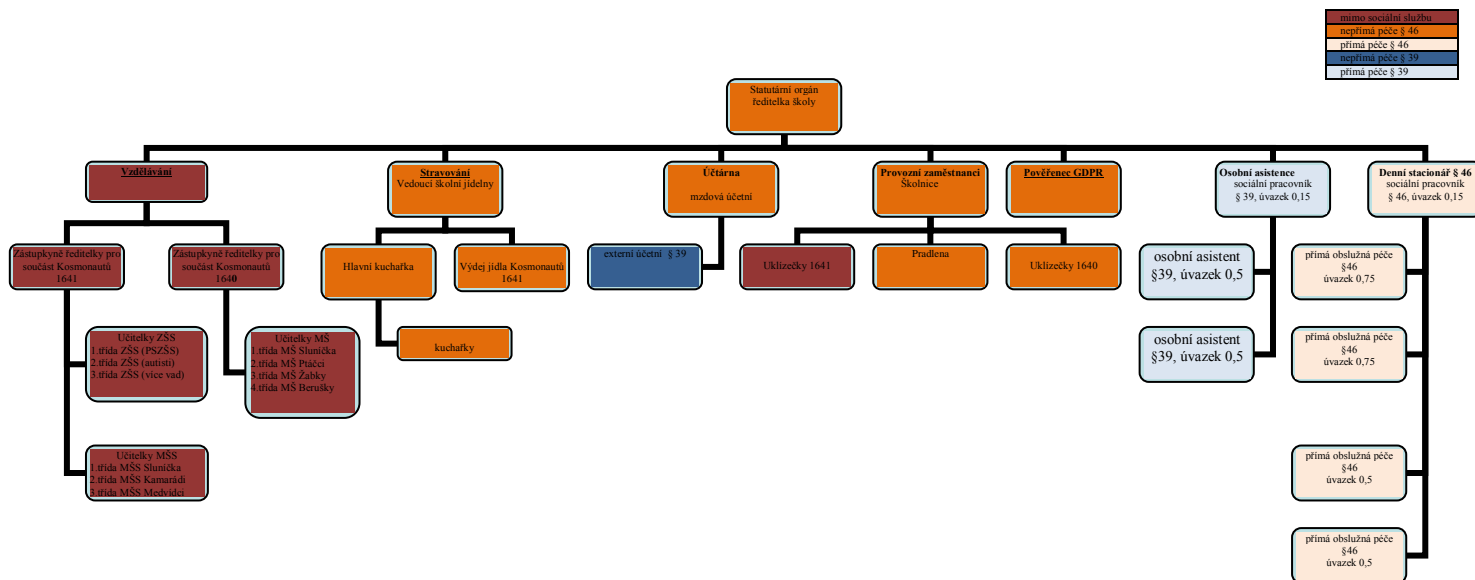 mimo sociální službu
nepřímá péče § 46
přímá péče § 46
nepřímá péče § 39
přímá péče § 39
Statutární orgán
ředitelka školy
Vzdělávání
Stravování
Vedoucí školní jídelny
Účtárna
mzdová účetní
Provozní zaměstnanci
Školnice
Pověřenec GDPR
Osobní asistence
sociální pracovník
§ 39, úvazek 0,15
Denní stacionář § 46
sociální pracovník
§ 46, úvazek 0,15
Zástupkyně ředitelky pro
součást Kosmonautů
1641
Zástupkyně ředitelky pro
součást Kosmonautů
1640
Hlavní kuchařka
Výdej jídla Kosmonautů
1641
externí účetní § 39
Uklízečky 1641
Pradlena
Uklízečky 1640
osobní asistent
§39, úvazek 0,5
přímá obslužná péče
§46
úvazek 0,75
Učitelky ZŠS
1.třída ZŠS (PSZŠS)
2.třída ZŠS (autisti)
3.třída ZŠS (více vad)
Učitelky MŠ
1.třída MŠ Sluníčka
2.třída MŠ Ptáčci
3.třída MŠ Žabky
4.třída MŠ Berušky
kuchařky
osobní asistent
§39, úvazek 0,5
přímá obslužná péče
§46
úvazek 0,75
Učitelky MŠS
1.třída MŠS Sluníčka
2.třída MŠS Kamarádi
3.třída MŠS Medvídci
přímá obslužná péče
§46
úvazek 0,5
přímá obslužná péče
§46
úvazek 0,5